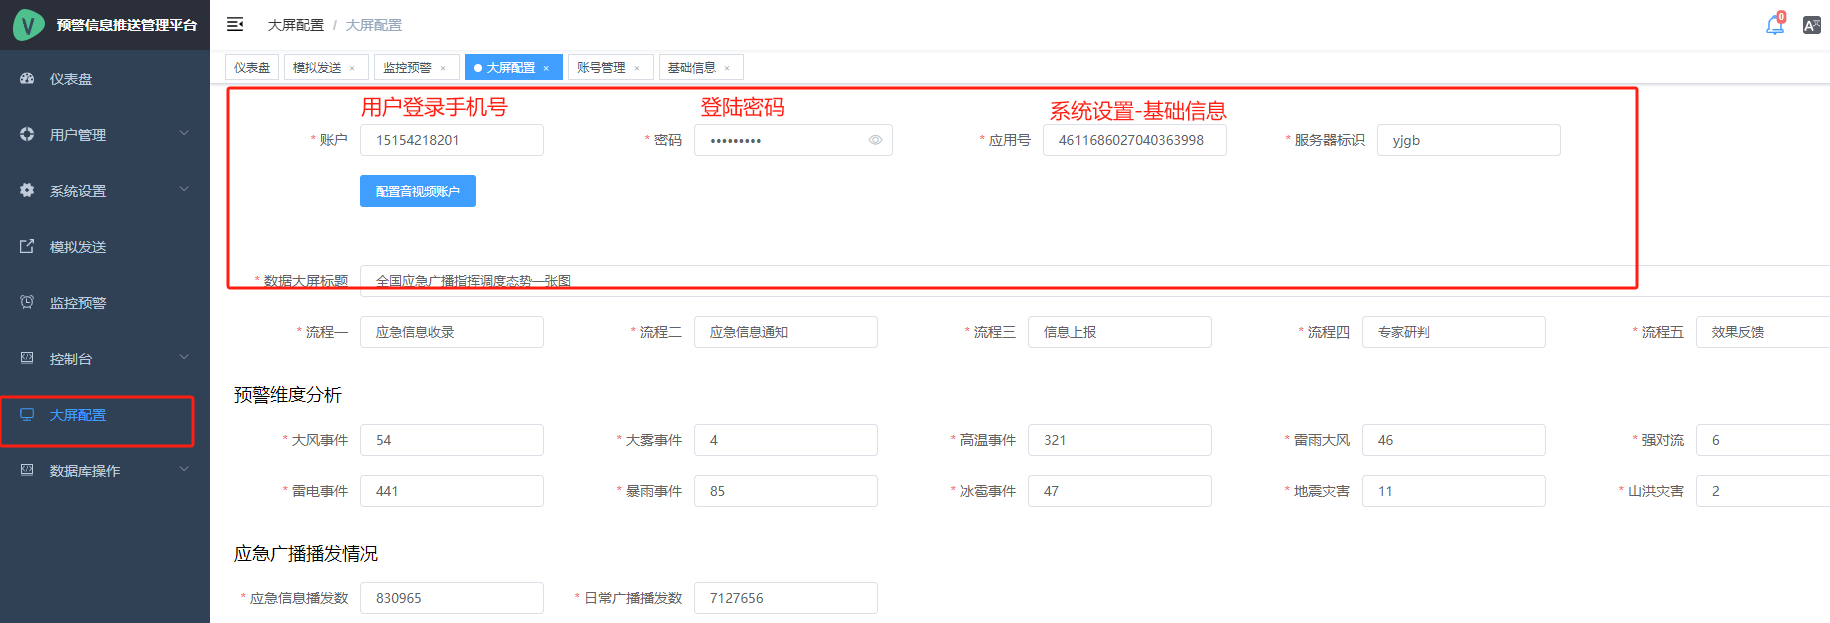 预警信息推送管理平台
大屏配置 / 大屏配置
0
仪表盘
模拟发送 ×
监控预警 ×
大屏配置 ×
账号管理 ×
基础信息 ×
仪表盘
用户管理
系统设置
模拟发送
监控预警
控制台
大屏配置
数据库操作
用户登录手机号
登陆密码
系统设置-基础信息
* 账户 15154218201
* 密码 •••••••••
* 应用号 4611686027040363998
* 服务器标识 yjgb
配置音视频账户
* 数据大屏标题 全国应急广播指挥调度态势一张图
* 流程一 应急信息收录
* 流程二 应急信息通知
* 流程三 信息上报
* 流程四 专家研判
* 流程五 效果反馈
预警维度分析
* 大风事件 54
* 大雾事件 4
* 高温事件 321
* 雷雨大风 46
* 强对流 6
* 雷电事件 441
* 暴雨事件 85
* 冰雹事件 47
* 地震灾害 11
* 山洪灾害 2
应急广播播发情况
* 应急信息播发数 830965
* 日常广播播发数 7127656